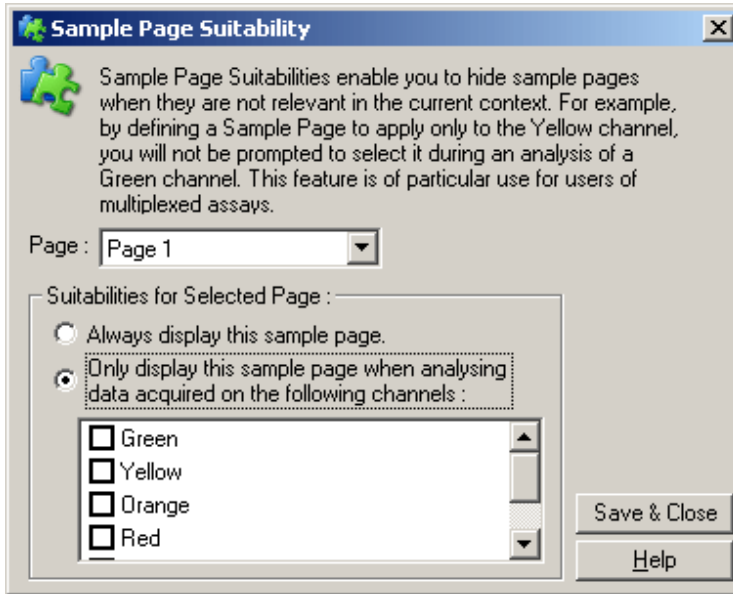 Sample Page Suitability
Sample Page Suitabilities enable you to hide sample pages
when they are not relevant in the current context. For example,
by defining a Sample Page to apply only to the Yellow channel,
you will not be prompted to select it during an analysis of a
Green channel. This feature is of particular use for users of
multiplexed assays.
Page : Page 1
Suitabilities for Selected Page :
Always display this sample page.
Only display this sample page when analysing
data acquired on the following channels :
Green
Yellow
Orange
Red
Save & Close
Help